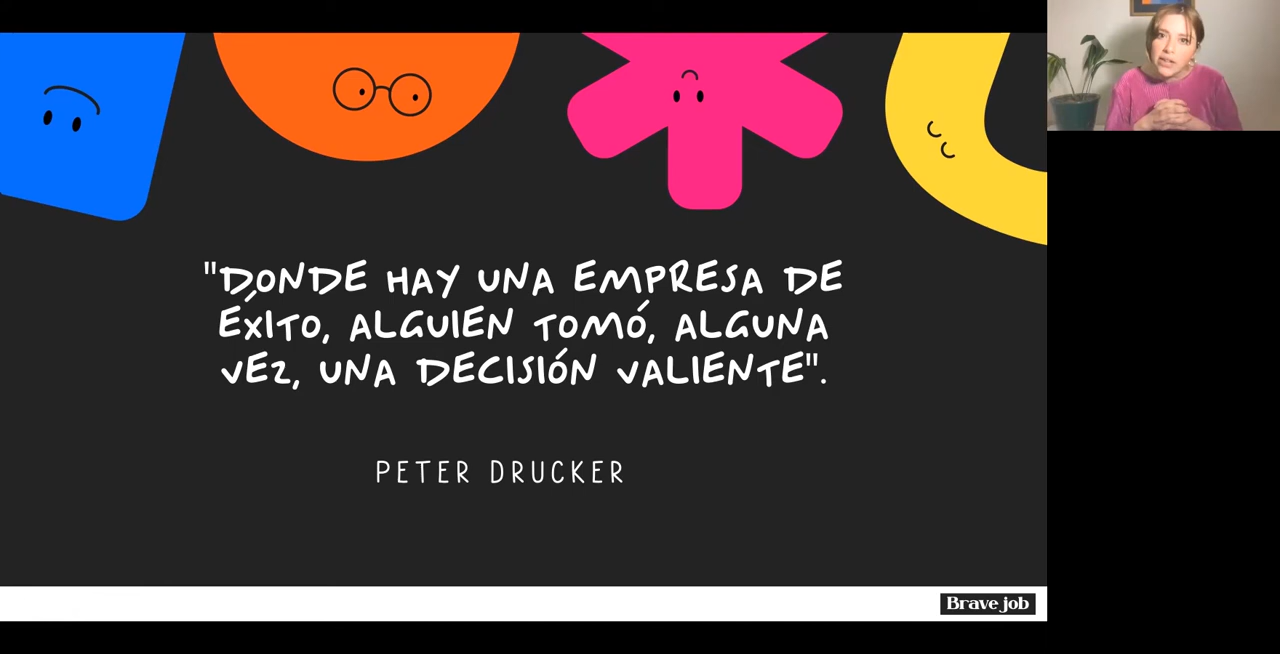 "DONDE HAY UNA EMPRESA DE
ÉXITO, ALGUIEN TOMÓ, ALGUNA
VEZ, UNA DECISIÓN VALIENTE".
PETER DRUCKER
Brave job